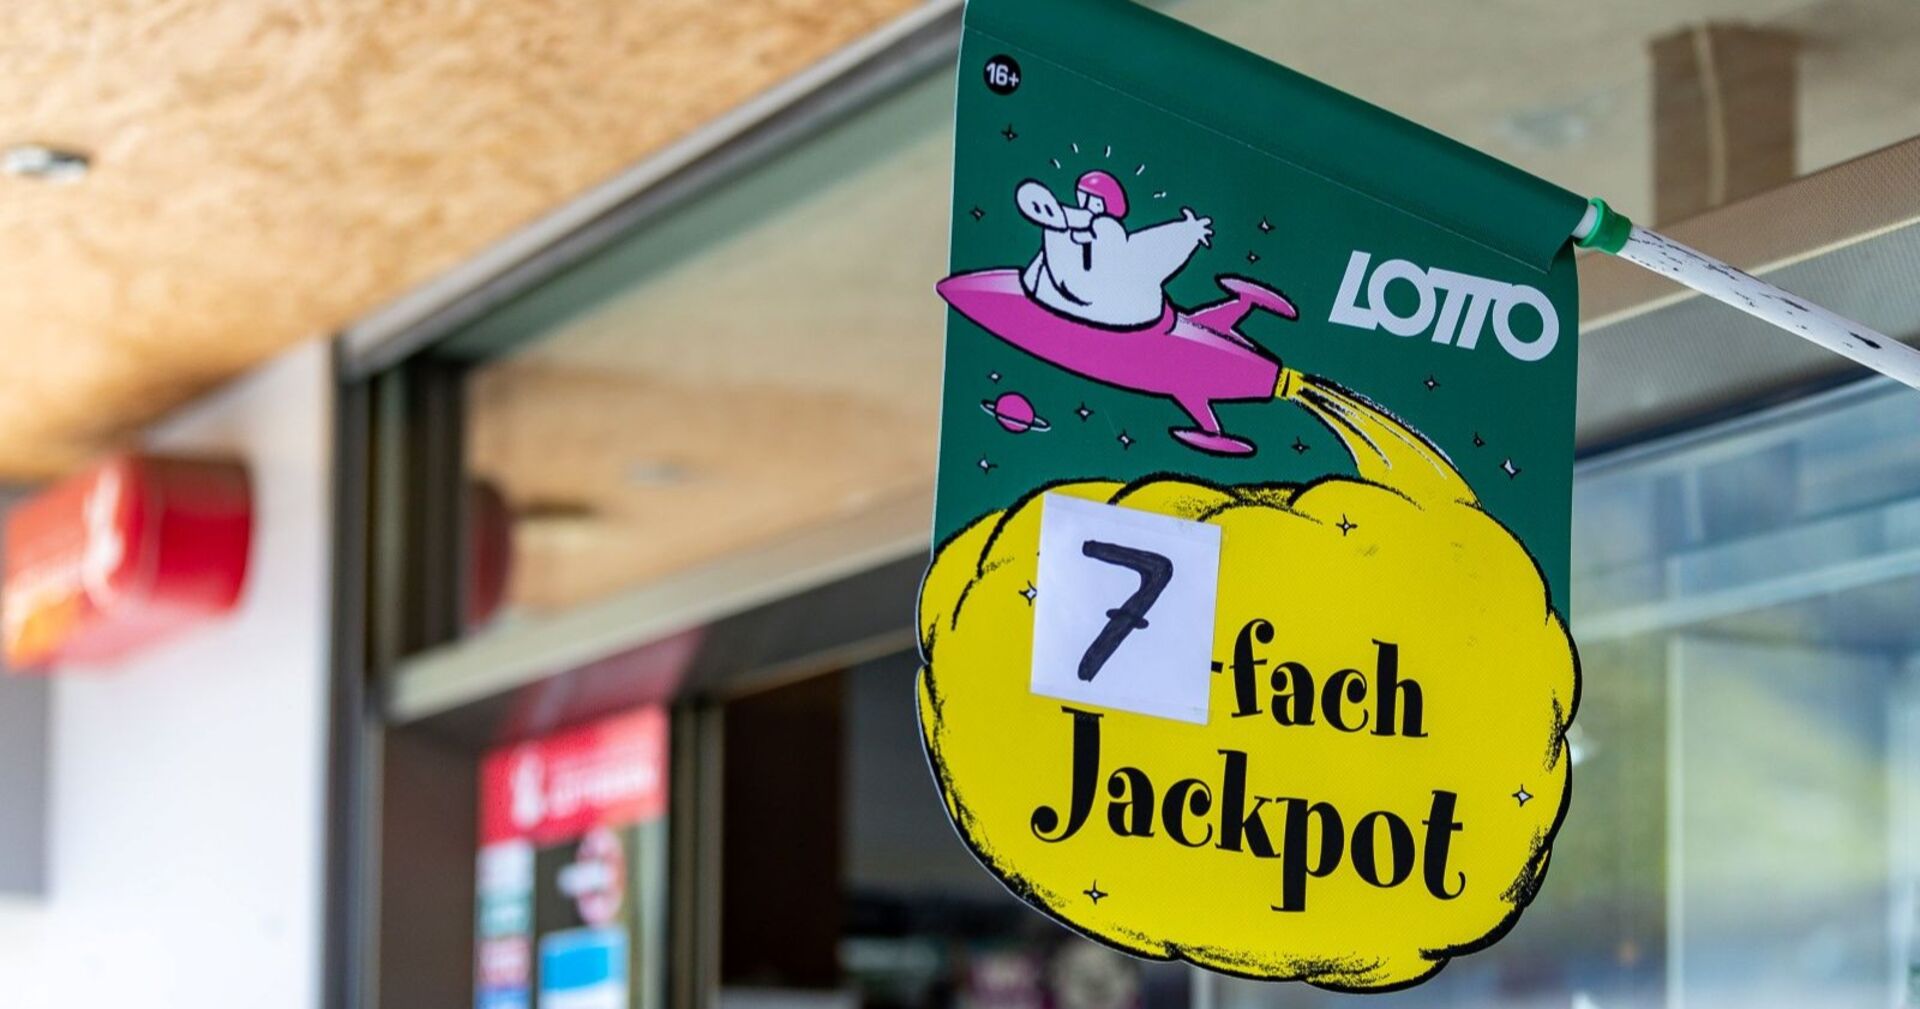 16+
LOTTO
7-fach
Jackpot